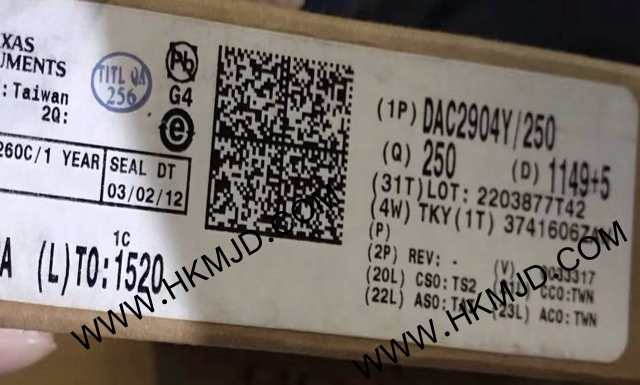 EXAS
UMENTS
: Taiwan
2Q:
TITL QA
256
Pb
G4
e
260C/1 YEAR
SEAL DT
03/02/12
1C
A (L)TO:1520
(1P) DAC2904Y/250
(Q) 250 (D) 1149+5
(31T)LOT: 2203877T42
(4W) TKY(1T)
(P)
(2P) REV: - (V)
(20L) CSO:TS2 CCO:TWN
(22L) ASO: (23L) ACO:TWN
WWW.HKMJD.COM
WWW.HKMJD.COM